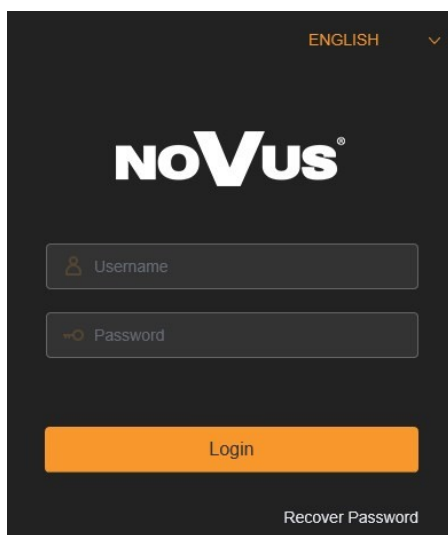 ENGLISH
NOVUS®
Username
Password
Login
Recover Password